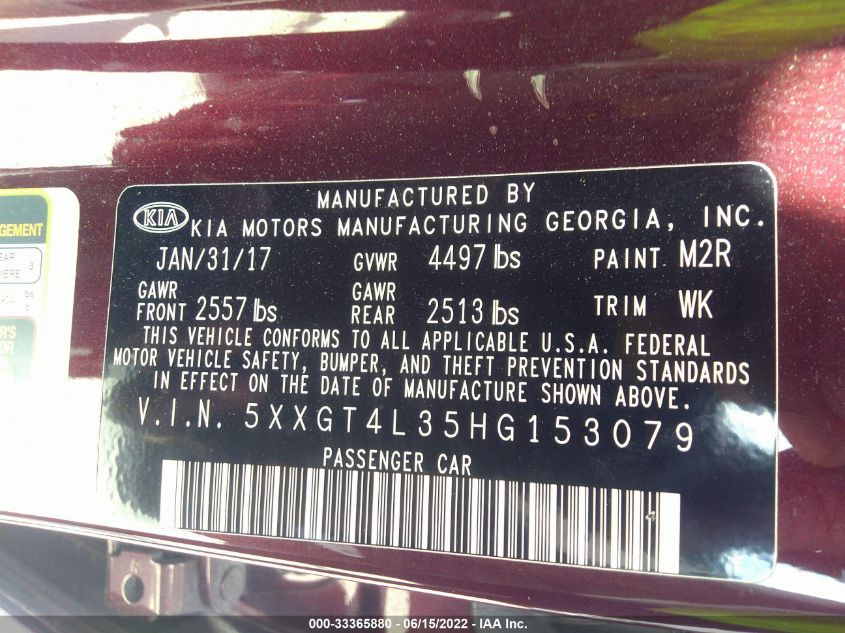 MANUFACTURED BY
KIA KIA MOTORS MANUFACTURING GEORGIA, INC.
JAN/31/17 GVWR 4497 lbs PAINT M2R
GAWR FRONT 2557 lbs GAWR REAR 2513 lbs TRIM WK
THIS VEHICLE CONFORMS TO ALL APPLICABLE U.S.A. FEDERAL
MOTOR VEHICLE SAFETY, BUMPER, AND THEFT PREVENTION STANDARDS
IN EFFECT ON THE DATE OF MANUFACTURE SHOWN ABOVE.
V.I.N. 5XXGT4L35HG153079
PASSENGER CAR
000-33365880 - 06/15/2022 - IAA Inc.